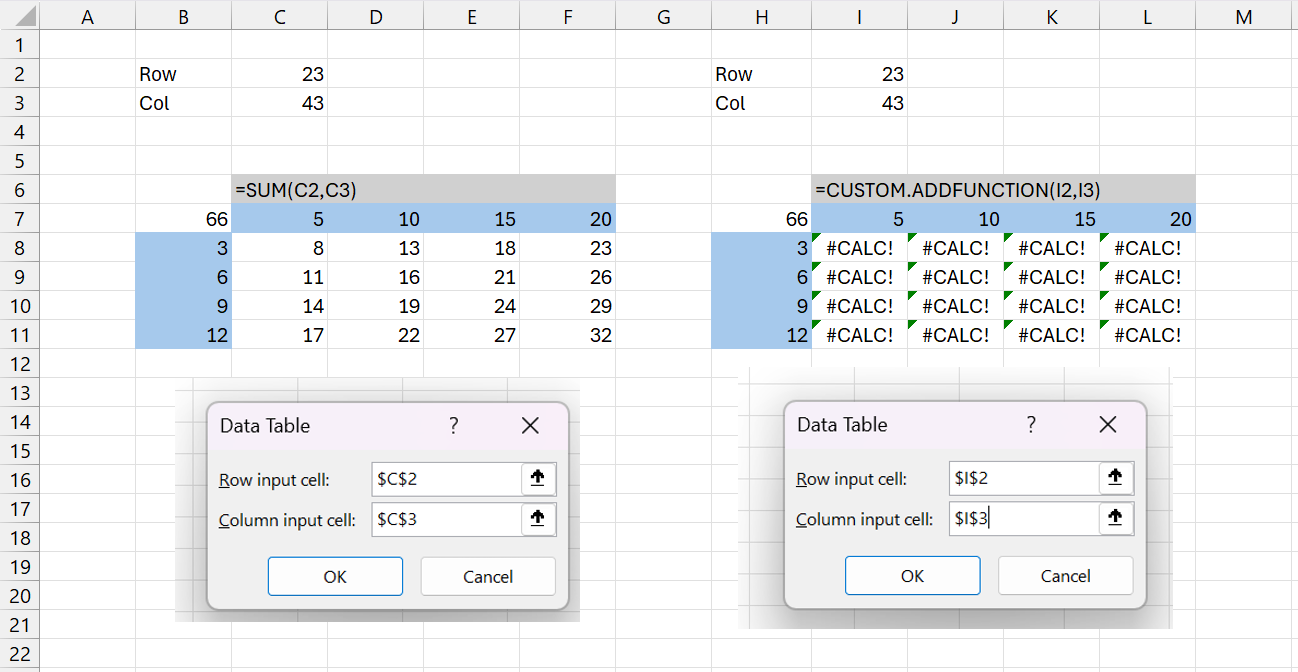 A B C D E F G H I J K L M
1
2 Row 23 Row 23
3 Col 43 Col 43
4
5
6 =SUM(C2,C3) =CUSTOM.ADDFUNCTION(I2,I3)
7 66 5 10 15 20 66 5 10 15 20
8 3 8 13 18 23 3 #CALC! #CALC! #CALC! #CALC!
9 6 11 16 21 26 6 #CALC! #CALC! #CALC! #CALC!
10 9 14 19 24 29 9 #CALC! #CALC! #CALC! #CALC!
11 12 17 22 27 32 12 #CALC! #CALC! #CALC! #CALC!
12
13
14 Data Table ? Data Table ?
15
16 Row input cell: $C$2 Row input cell: $I$2
17 Column input cell: $C$3 Column input cell: $I$3
18
19 OK Cancel OK Cancel
20
21
22